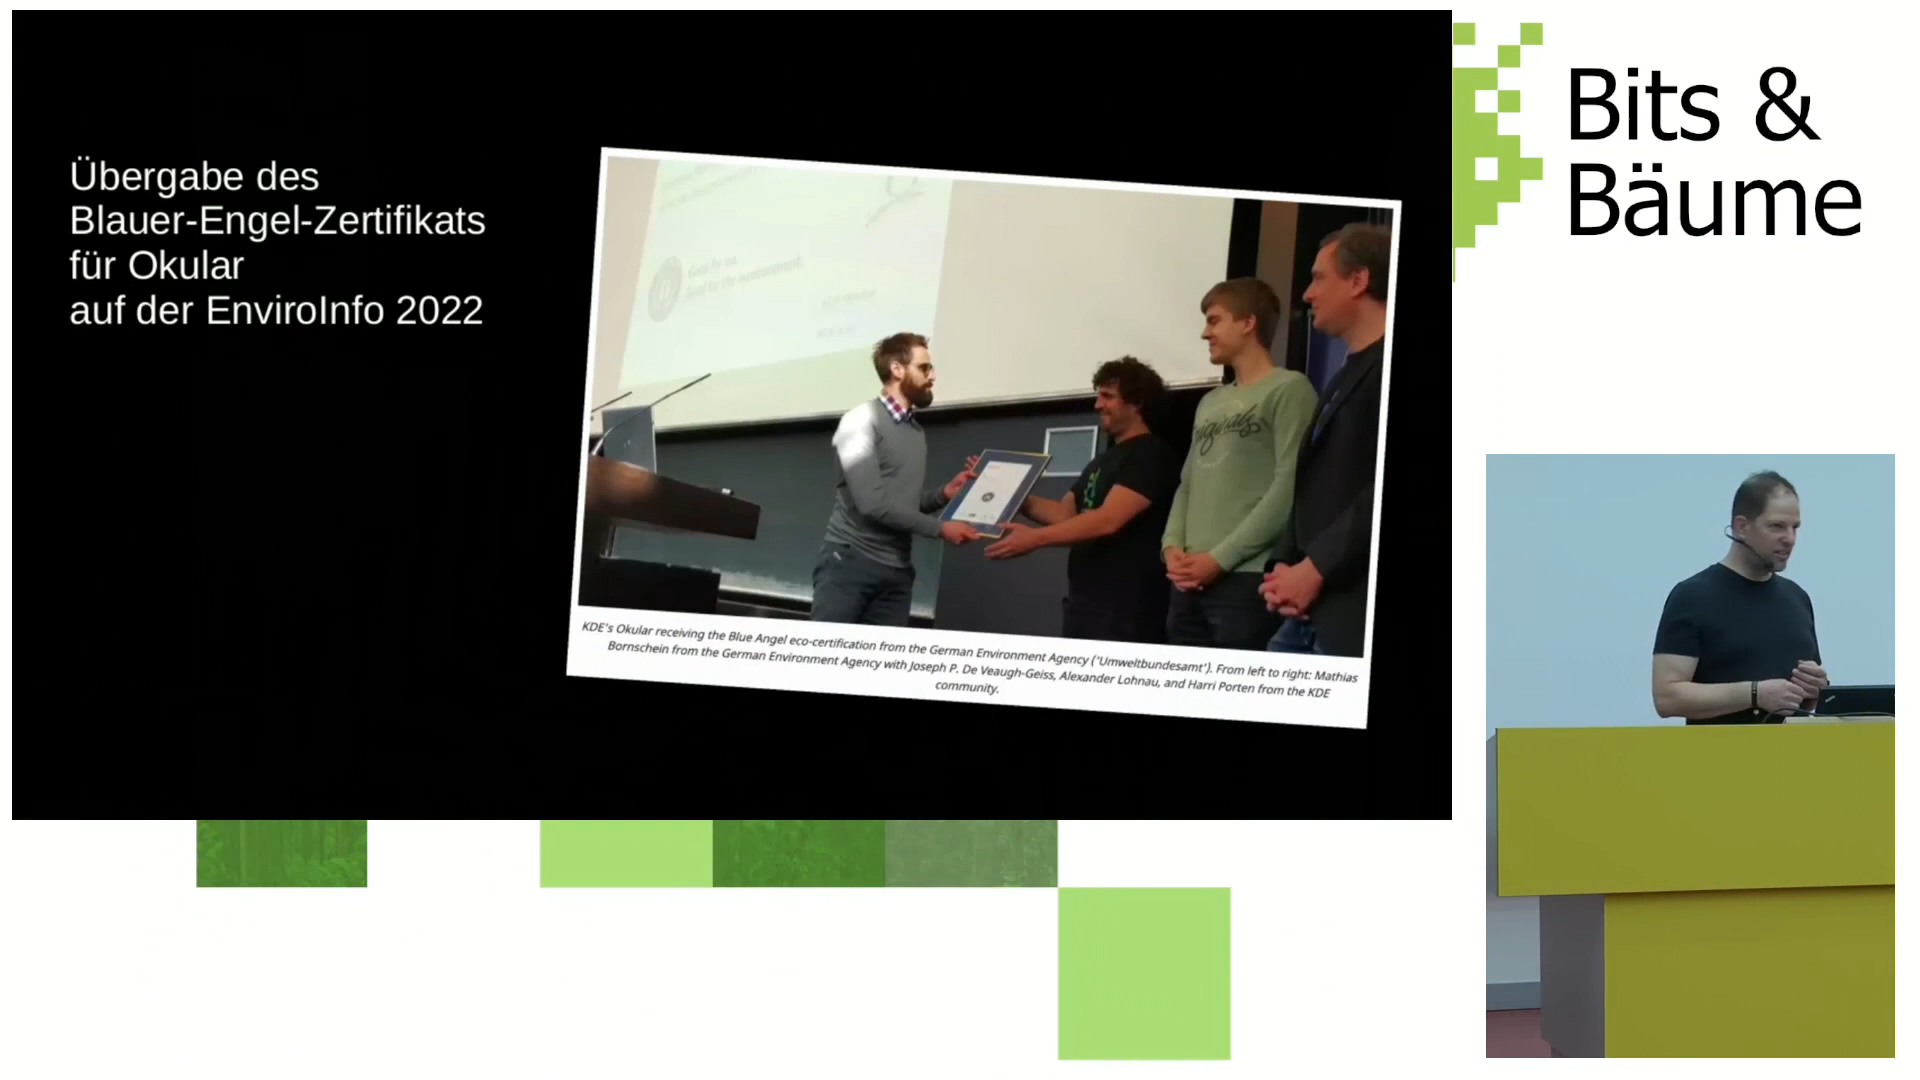 Übergabe des
Blauer-Engel-Zertifikats
für Okular
auf der EnviroInfo 2022
Bits &
Bäume
originals
KDE's Okular receiving the Blue Angel eco-certification from the German Environment Agency ('Umweltbundesamt'). From left to right: Mathias
Bornschein from the German Environment Agency with Joseph P. De Veaugh-Geiss, Alexander Lohnau, and Harri Porten from the KDE
community.